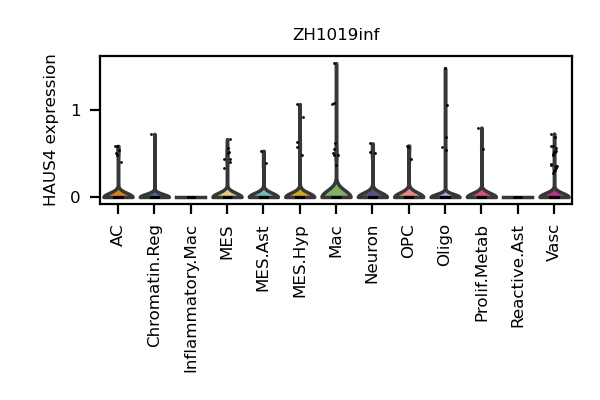 ZH1019inf
HAUS4 expression
1
0
AC
Chromatin.Reg
Inflammatory.Mac
MES
MES.Ast
MES.Hyp
Mac
Neuron
OPC
Oligo
Prolif.Metab
Reactive.Ast
Vasc